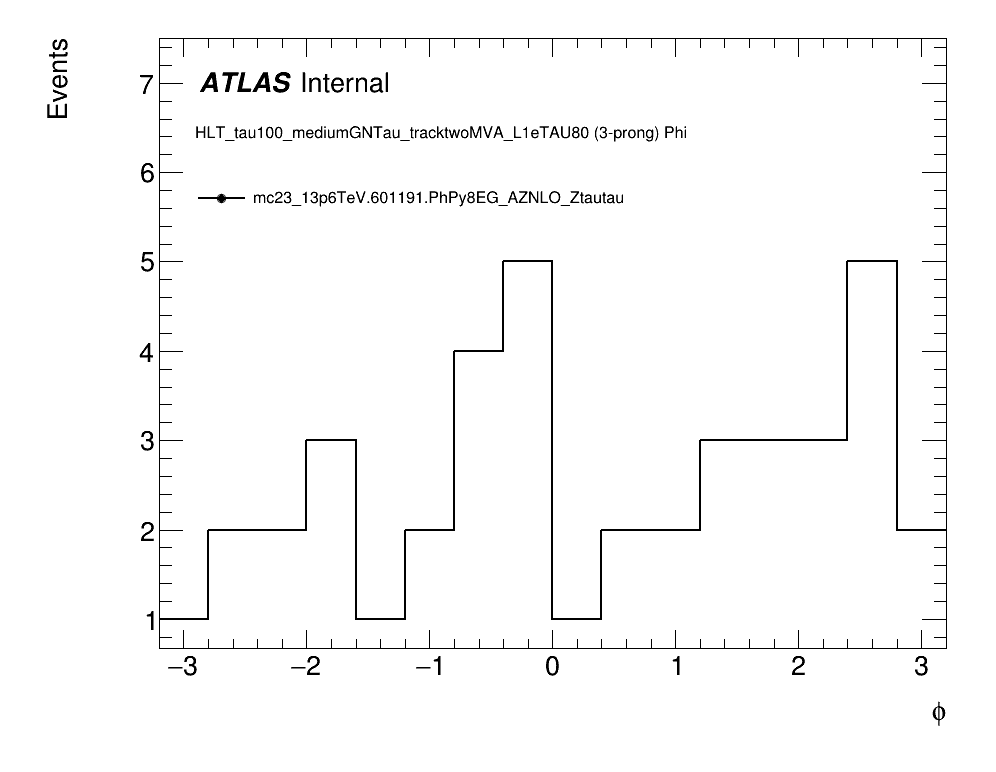 Events
ATLAS Internal
HLT_tau100_mediumGNTau_tracktwoMVA_L1eTAU80 (3-prong) Phi
mc23_13p6TeV.601191.PhPy8EG_AZNLO_Ztautau
7
6
5
4
3
2
1
−3 −2 −1 0 1 2 3
ϕ